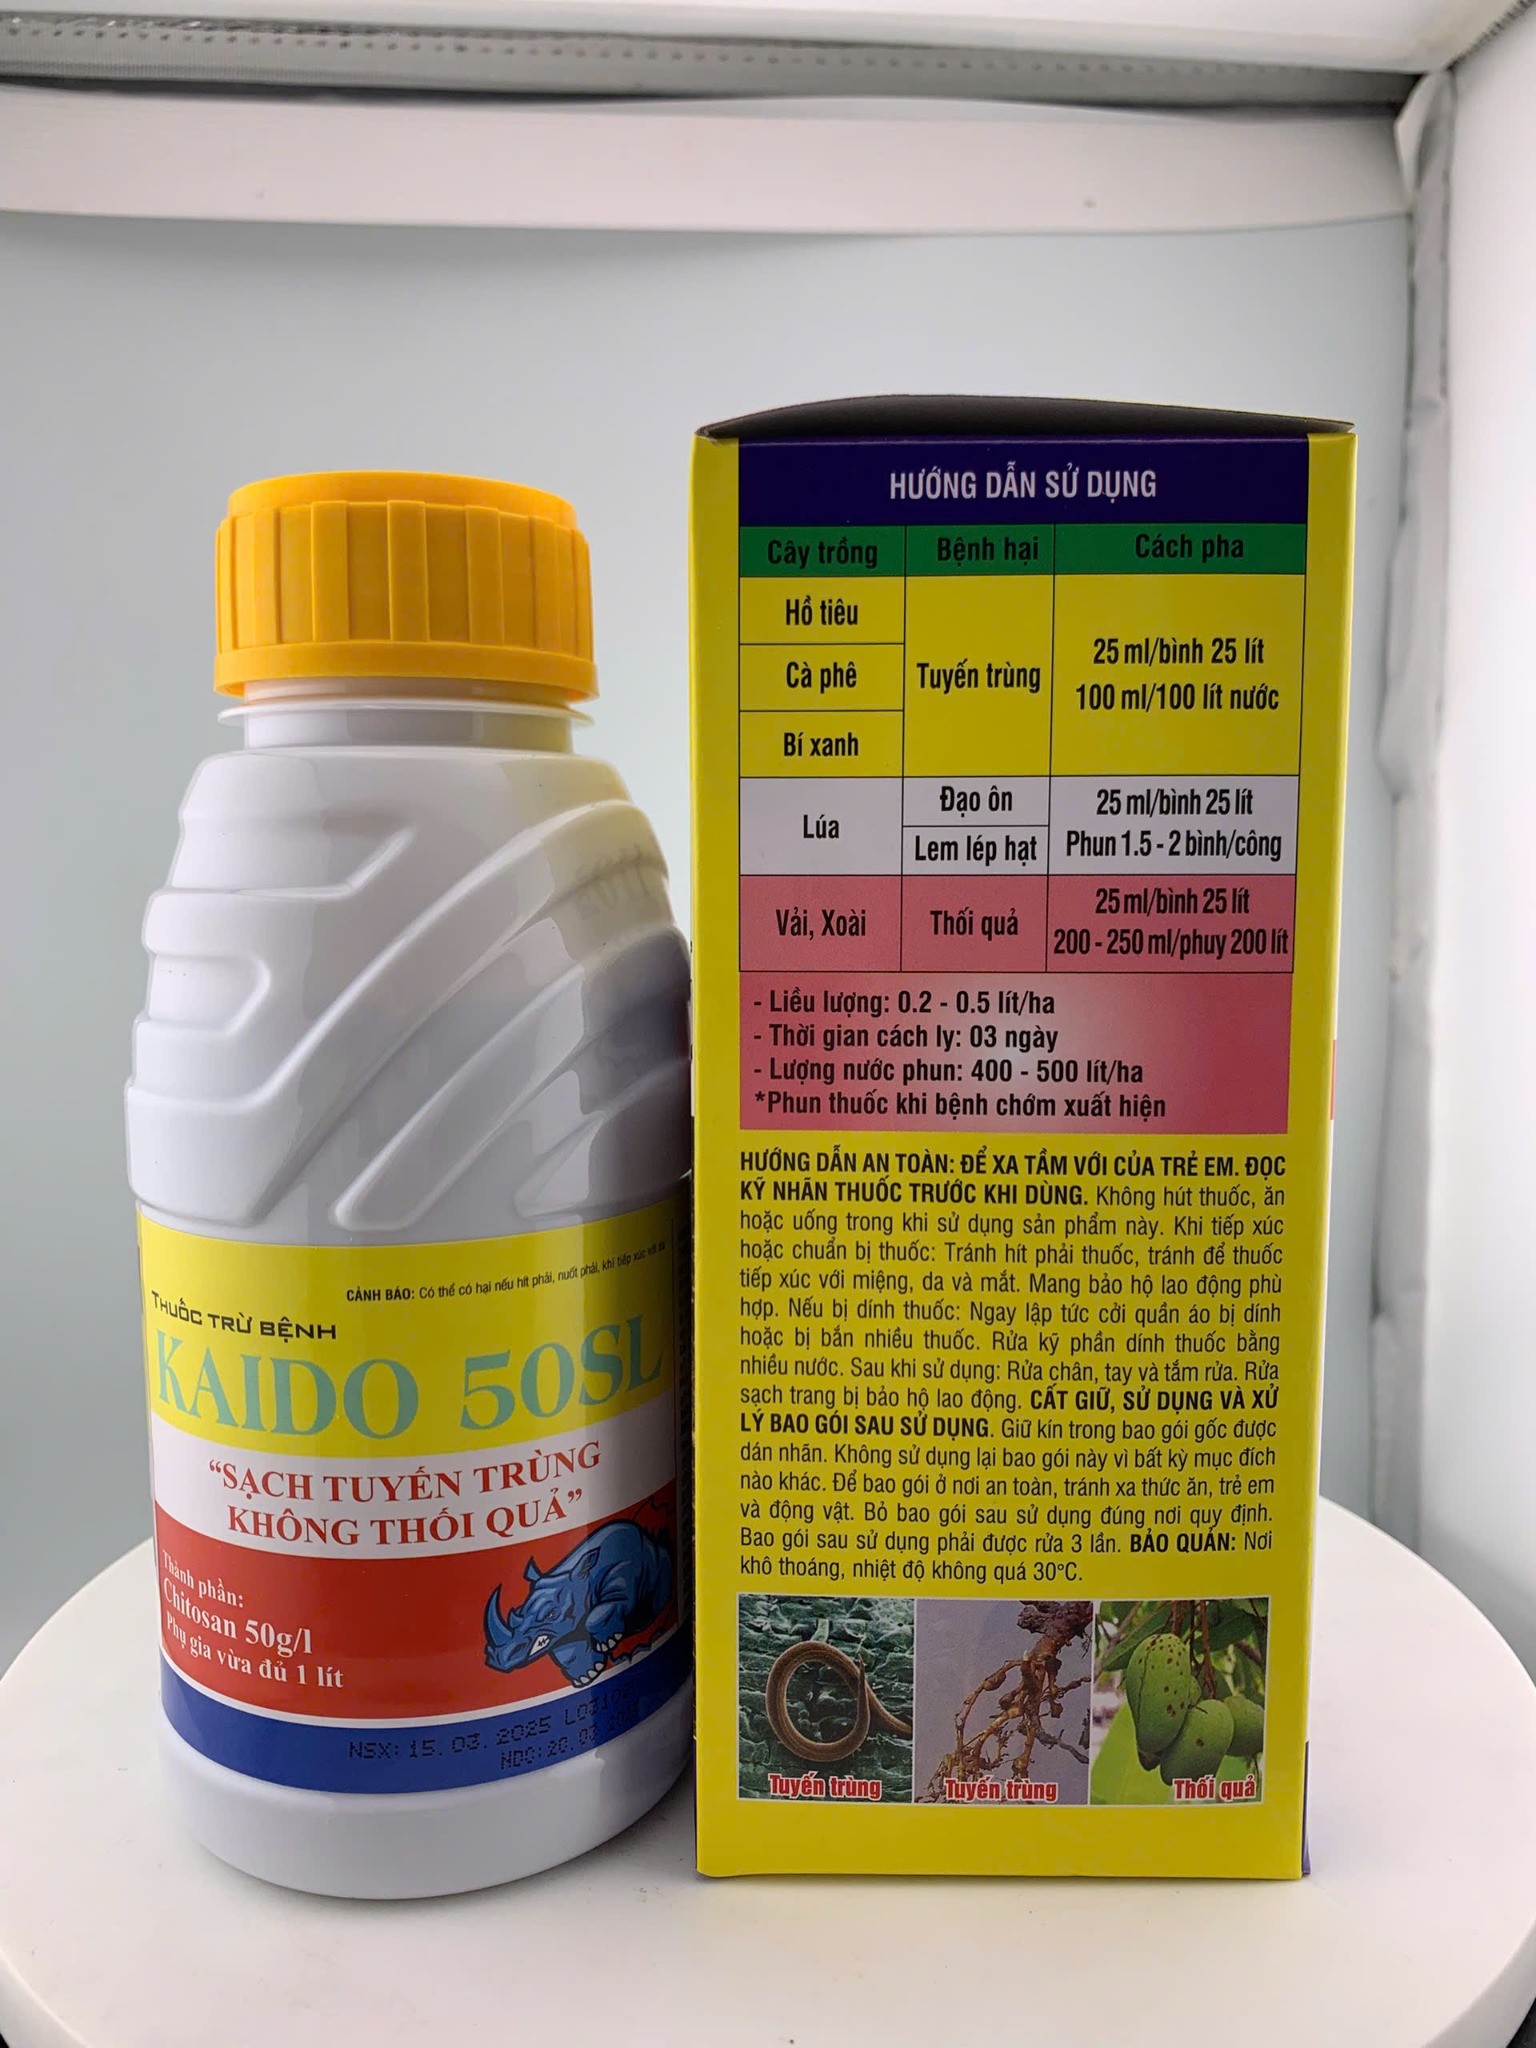 CẢNH BÁO: Có thể có hại nếu hít phải, nuốt phải, khi tiếp xúc với da
THUỐC TRỪ BỆNH
KAIDO 50SL
“SẠCH TUYẾN TRÙNG
KHÔNG THỐI QUẢ”
Thành phần:
Chitosan 50g/l
Phụ gia vừa đủ 1 lít
NSX: 15.03.2025
NDC: 20.03.
HƯỚNG DẪN SỬ DỤNG
Cây trồng Bệnh hại Cách pha
Hồ tiêu
Cà phê
Bí xanh
Tuyến trùng
25 ml/bình 25 lít
100 ml/100 lít nước
Lúa
Đạo ôn
Lem lép hạt
25 ml/bình 25 lít
Phun 1.5 - 2 bình/công
Vải, Xoài
Thối quả
25 ml/bình 25 lít
200 - 250 ml/phuy 200 lít
- Liều lượng: 0.2 - 0.5 lít/ha
- Thời gian cách ly: 03 ngày
- Lượng nước phun: 400 - 500 lít/ha
*Phun thuốc khi bệnh chớm xuất hiện
HƯỚNG DẪN AN TOÀN: ĐỂ XA TẦM VỚI CỦA TRẺ EM. ĐỌC
KỸ NHÃN THUỐC TRƯỚC KHI DÙNG. Không hút thuốc, ăn
hoặc uống trong khi sử dụng sản phẩm này. Khi tiếp xúc
hoặc chuẩn bị thuốc: Tránh hít phải thuốc, tránh để thuốc
tiếp xúc với miệng, da và mắt. Mang bảo hộ lao động phù
hợp. Nếu bị dính thuốc: Ngay lập tức cởi quần áo bị dính
hoặc bị bắn nhiều thuốc. Rửa kỹ phần dính thuốc bằng
nhiều nước. Sau khi sử dụng: Rửa chân, tay và tắm rửa. Rửa
sạch trang bị bảo hộ lao động. CẤT GIỮ, SỬ DỤNG VÀ XỬ
LÝ BAO GÓI SAU SỬ DỤNG. Giữ kín trong bao gói gốc được
dán nhãn. Không sử dụng lại bao gói này vì bất kỳ mục đích
nào khác. Để bao gói ở nơi an toàn, tránh xa thức ăn, trẻ em
và động vật. Bỏ bao gói sau sử dụng đúng nơi quy định.
Bao gói sau sử dụng phải được rửa 3 lần. BẢO QUẢN: Nơi
khô thoáng, nhiệt độ không quá 30°C.
Tuyến trùng
Tuyến trùng
Thối quả